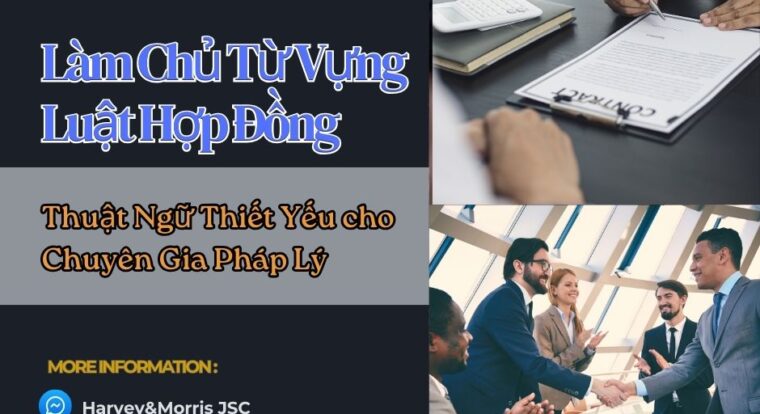 Làm Chủ Từ Vựng
Luật Hợp Đồng
Thuật Ngữ Thiết Yếu cho
Chuyên Gia Pháp Lý
MORE INFORMATION :
Harvey&Morris JSC
CONTRACT